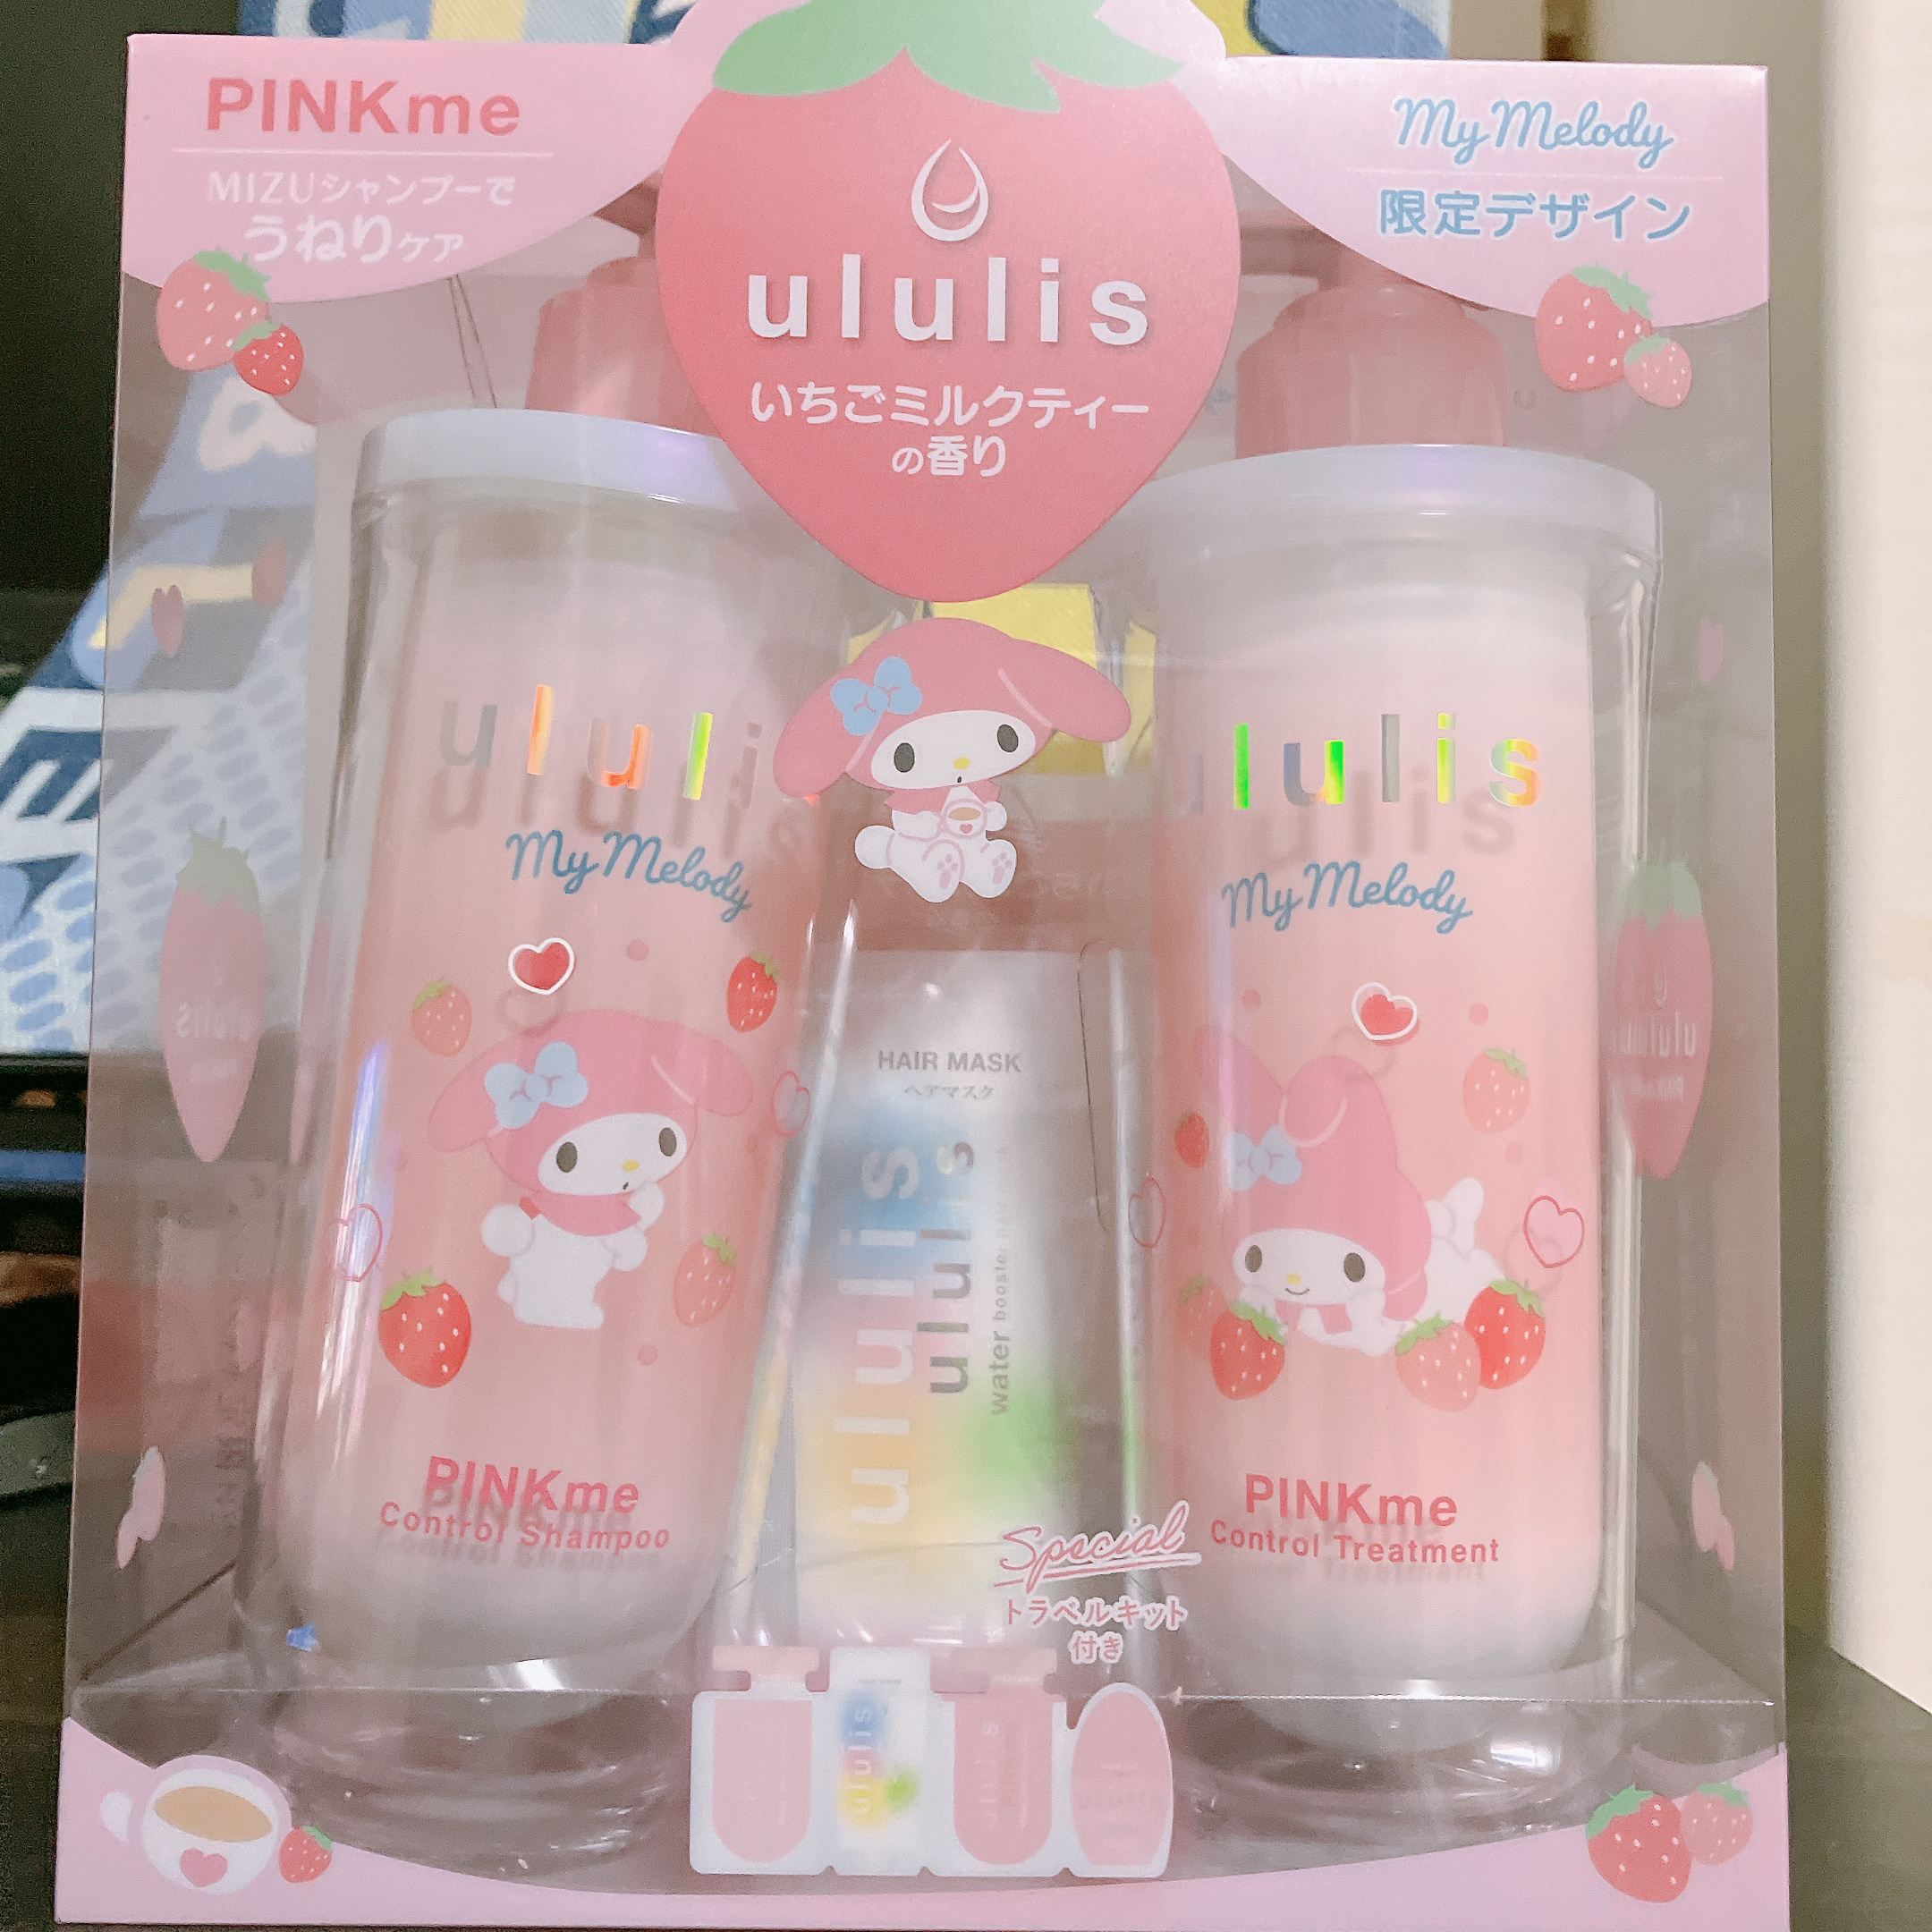 PINKme
MIZUシャンプーで
うねりケア
ululis
いちごミルクティー
の香り
My Melody
限定デザイン
ululis
My Melody
PINKme
Control Shampoo
HAIR MASK
ヘアマスク
ululis
ululis
water booster
ululis
My Melody
PINKme
Control Treatment
Special
トラベルキット
付き
ululis
ululis